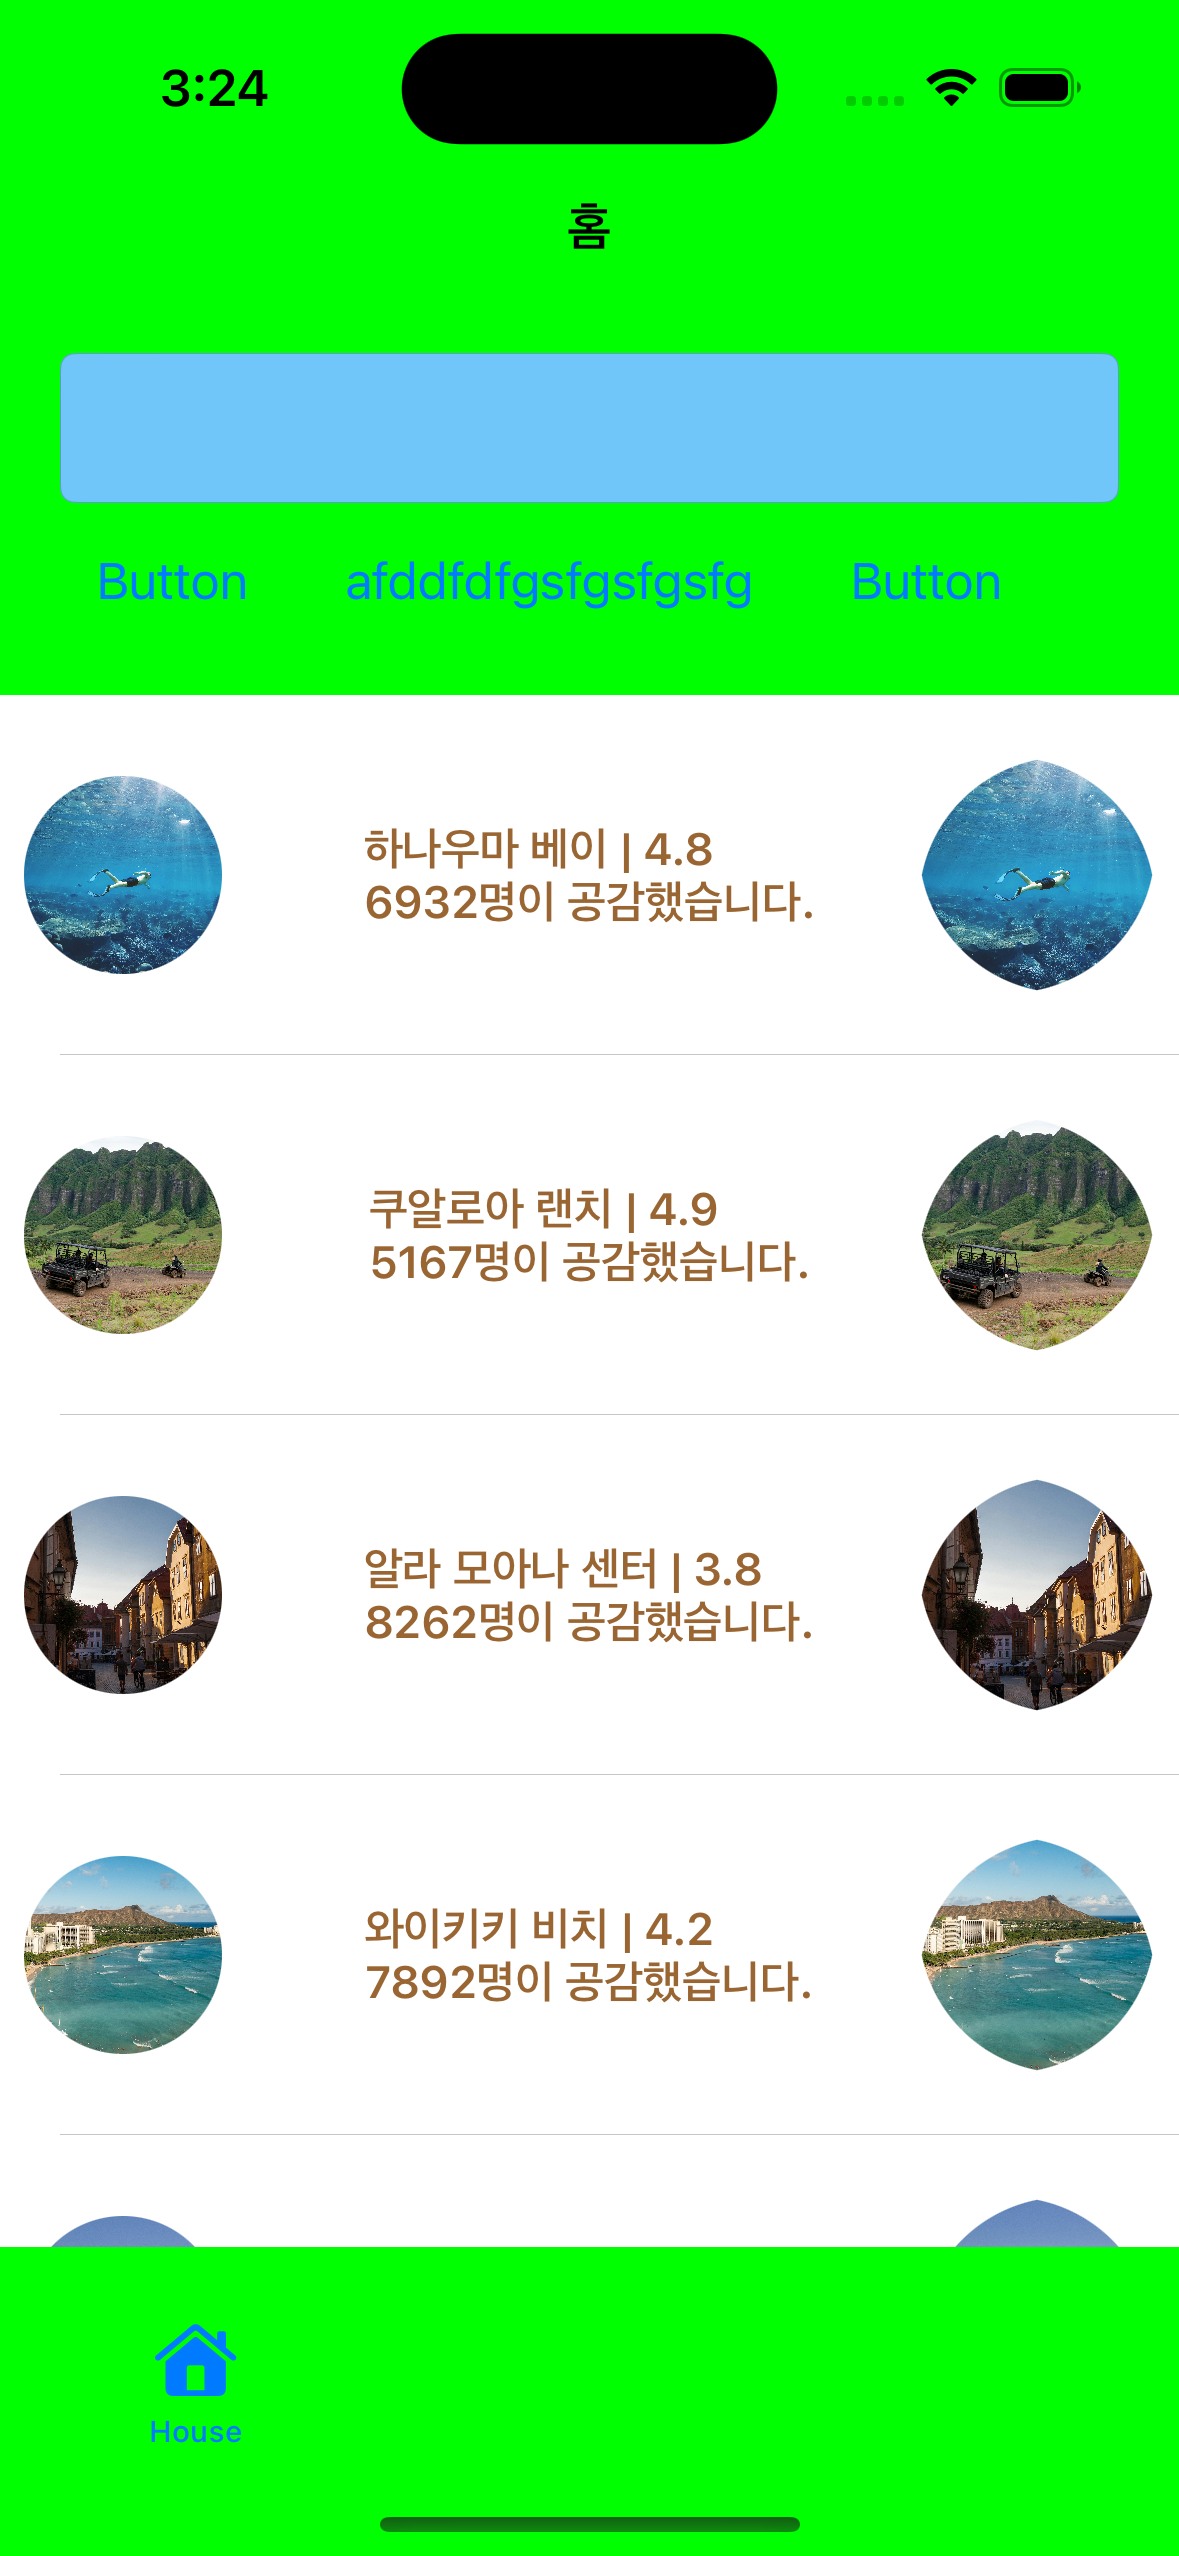 3:24
홈
Button afddfdfgsfgsfgsfg Button
하나우마 베이 | 4.8
6932명이 공감했습니다.
쿠알로아 랜치 | 4.9
5167명이 공감했습니다.
알라 모아나 센터 | 3.8
8262명이 공감했습니다.
와이키키 비치 | 4.2
7892명이 공감했습니다.
House